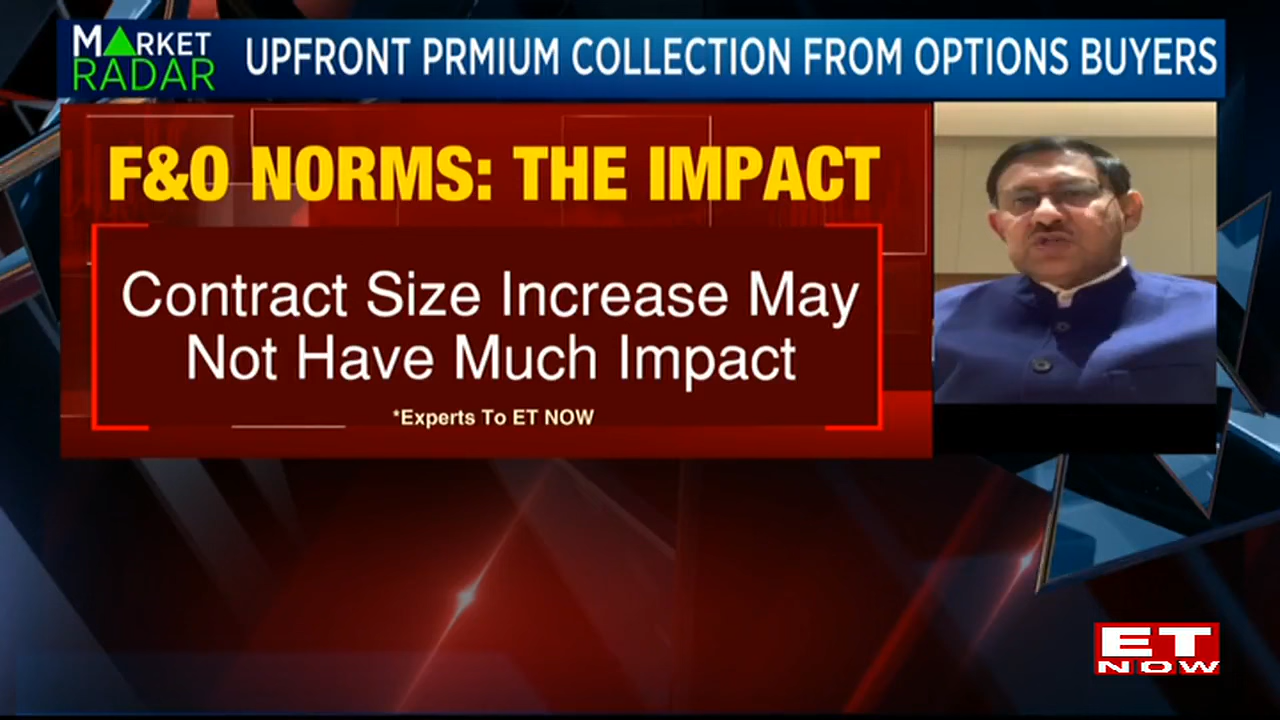 MARKET
RADAR
UPFRONT PRMIUM COLLECTION FROM OPTIONS BUYERS
F&O NORMS: THE IMPACT
Contract Size Increase May
Not Have Much Impact
*Experts To ET NOW
ET
NOW